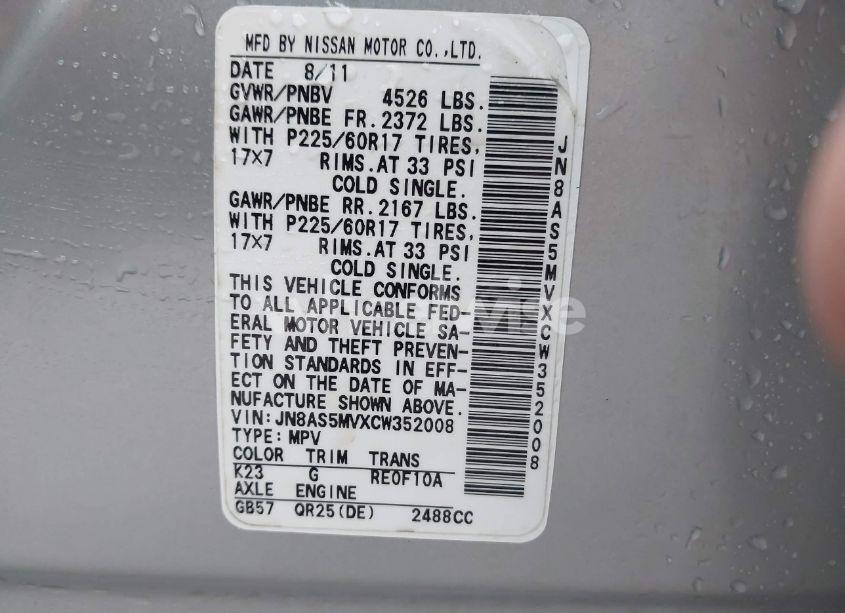 MFD BY NISSAN MOTOR CO.,LTD.
DATE 8/11
GVWR/PNBV 4526 LBS.
GAWR/PNBE FR.2372 LBS.
WITH P225/60R17 TIRES,
17X7 RIMS.AT 33 PSI
COLD SINGLE.
GAWR/PNBE RR.2167 LBS.
WITH P225/60R17 TIRES,
17X7 RIMS.AT 33 PSI
COLD SINGLE.
THIS VEHICLE CONFORMS
TO ALL APPLICABLE FED-
ERAL MOTOR VEHICLE SA-
FETY AND THEFT PREVEN-
TION STANDARDS IN EFF-
ECT ON THE DATE OF MA-
NUFACTURE SHOWN ABOVE.
VIN:JN8AS5MVXCW352008
TYPE:MPV
COLOR TRIM TRANS
K23 G RE0F10A
AXLE ENGINE
GB57 QR25(DE) 2488CC
JN8AS5MVXCW352008